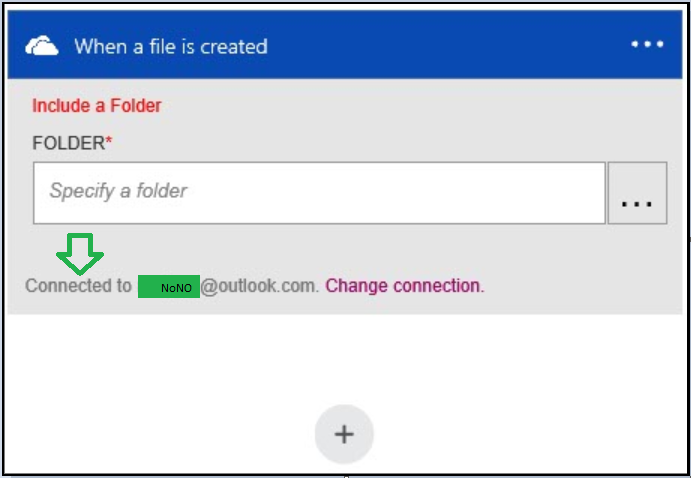 When a file is created
Include a Folder
FOLDER*
Specify a folder
...
Connected to NoNO@outlook.com. Change connection.